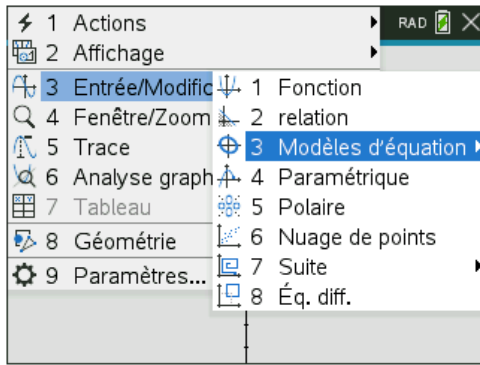 1 Actions
RAD
2 Affichage
3 Entrée/Modific
4 Fenêtre/Zoom
5 Trace
6 Analyse graph
7 Tableau
8 Géométrie
9 Paramètres...
1 Fonction
2 relation
3 Modèles d'équation
4 Paramétrique
5 Polaire
6 Nuage de points
7 Suite
8 Éq. diff.